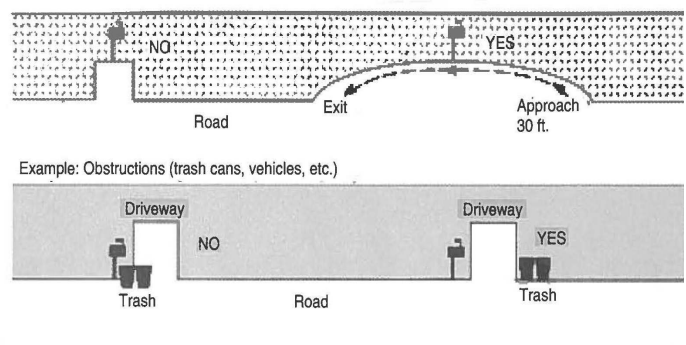 NO
YES
Exit
Approach
30 ft.
Road
Example: Obstructions (trash cans, vehicles, etc.)
Driveway
Driveway
NO
YES
Trash
Road
Trash